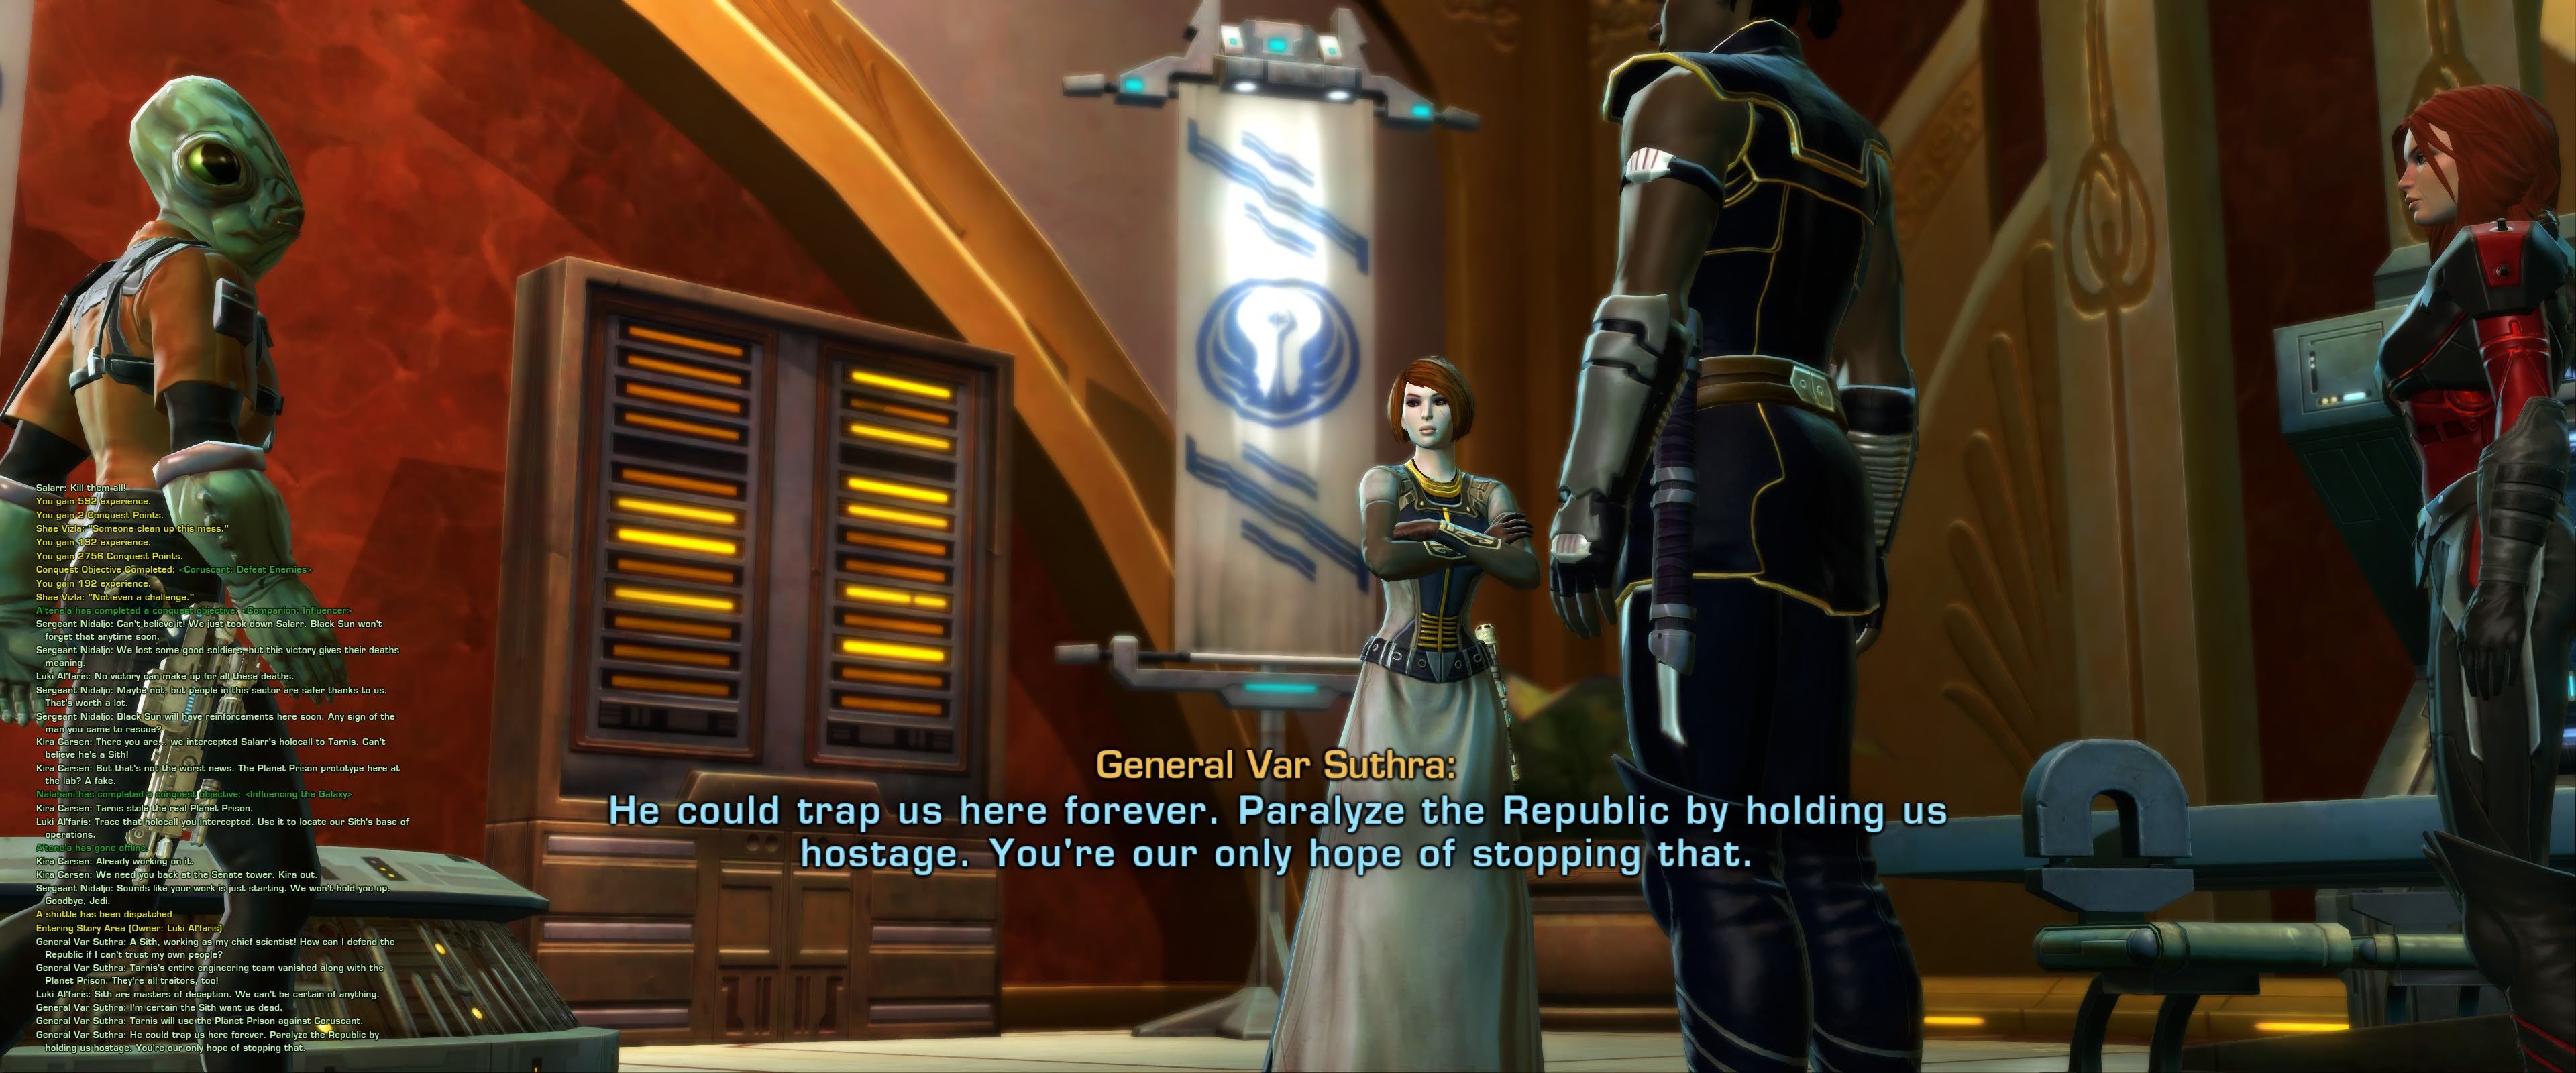 Salarr: Kill them all!
You gain 592 experience.
You gain 2 Conquest Points.
Shae Vizla: "Someone clean up this mess."
You gain 192 experience.
You gain 2756 Conquest Points.
Conquest Objective Completed: <Coruscant: Defeat Enemies>
You gain 192 experience.
Shae Vizla: "Not even a challenge."
A'tene'a has completed a conquest objective: <Companion: Influencer>
Sergeant Nidaljo: Can't believe it! We just took down Salarr. Black Sun won't
forget that anytime soon.
Sergeant Nidaljo: We lost some good soldiers, but this victory gives their deaths
meaning.
Luki Al'faris: No victory can make up for all these deaths.
Sergeant Nidaljo: Maybe not, but people in this sector are safer thanks to us.
That's worth a lot.
Sergeant Nidaljo: Black Sun will have reinforcements here soon. Any sign of the
man you came to rescue?
Kira Carsen: There you are... we intercepted Salarr's holocall to Tarnis. Can't
believe he's a Sith!
Kira Carsen: But that's not the worst news. The Planet Prison prototype here at
the lab? A fake.
Nalahani has completed a conquest objective: <Influencing the Galaxy>
Kira Carsen: Tarnis stole the real Planet Prison.
Luki Al'faris: Trace that holocall you intercepted. Use it to locate our Sith's base of
operations.
A'tene'a has gone offline.
Kira Carsen: Already working on it.
Kira Carsen: We need you back at the Senate tower. Kira out.
Sergeant Nidaljo: Sounds like your work is just starting. We won't hold you up.
Goodbye, Jedi.
A shuttle has been dispatched
Entering Story Area (Owner: Luki Al'faris)
General Var Suthra: A Sith, working as my chief scientist! How can I defend the
Republic if I can't trust my own people?
General Var Suthra: Tarnis's entire engineering team vanished along with the
Planet Prison. They're all traitors, too!
Luki Al'faris: Sith are masters of deception. We can't be certain of anything.
General Var Suthra: I'm certain the Sith want us dead.
General Var Suthra: Tarnis will use the Planet Prison against Coruscant.
General Var Suthra: He could trap us here forever. Paralyze the Republic by
holding us hostage. You're our only hope of stopping that.
General Var Suthra:
He could trap us here forever. Paralyze the Republic by holding us
hostage. You're our only hope of stopping that.